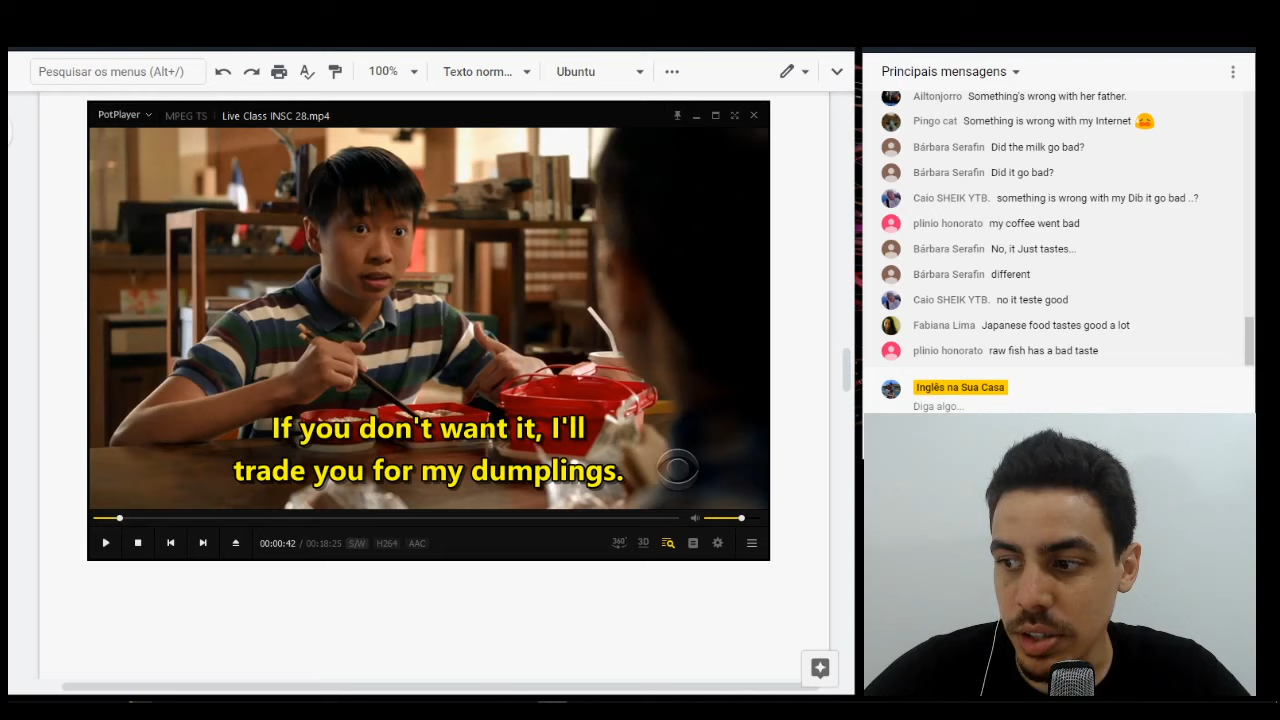 Pesquisar os menus (Alt+/)
100%
Texto norm...
Ubuntu
PotPlayer
MPEG TS
Live Class INSC 28.mp4
If you don't want it, I'll
trade you for my dumplings.
00:00:42 / 00:18:25 S/W H264 AAC
360°
3D
Principais mensagens
Ailtonjorro Something's wrong with her father.
Pingo cat Something is wrong with my Internet
Bárbara Serafin Did the milk go bad?
Bárbara Serafin Did it go bad?
Caio SHEIK YTB. something is wrong with my Dib it go bad ..?
plinio honorato my coffee went bad
Bárbara Serafin No, it Just tastes...
Bárbara Serafin different
Caio SHEIK YTB. no it teste good
Fabiana Lima Japanese food tastes good a lot
plinio honorato raw fish has a bad taste
Inglês na Sua Casa
Diga algo...